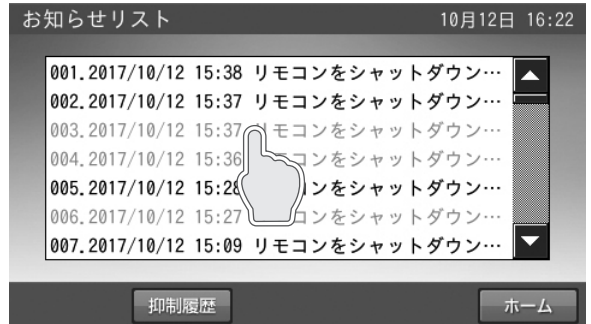 お知らせリスト 10月12日 16:22
001.2017/10/12 15:38 リモコンをシャットダウン…
002.2017/10/12 15:37 リモコンをシャットダウン…
003.2017/10/12 15:37 リモコンをシャットダウン…
004.2017/10/12 15:36 モコンをシャットダウン…
005.2017/10/12 15:28 ンをシャットダウン…
006.2017/10/12 15:27 コンをシャットダウン…
007.2017/10/12 15:09 リモコンをシャットダウン…
抑制履歴 ホーム